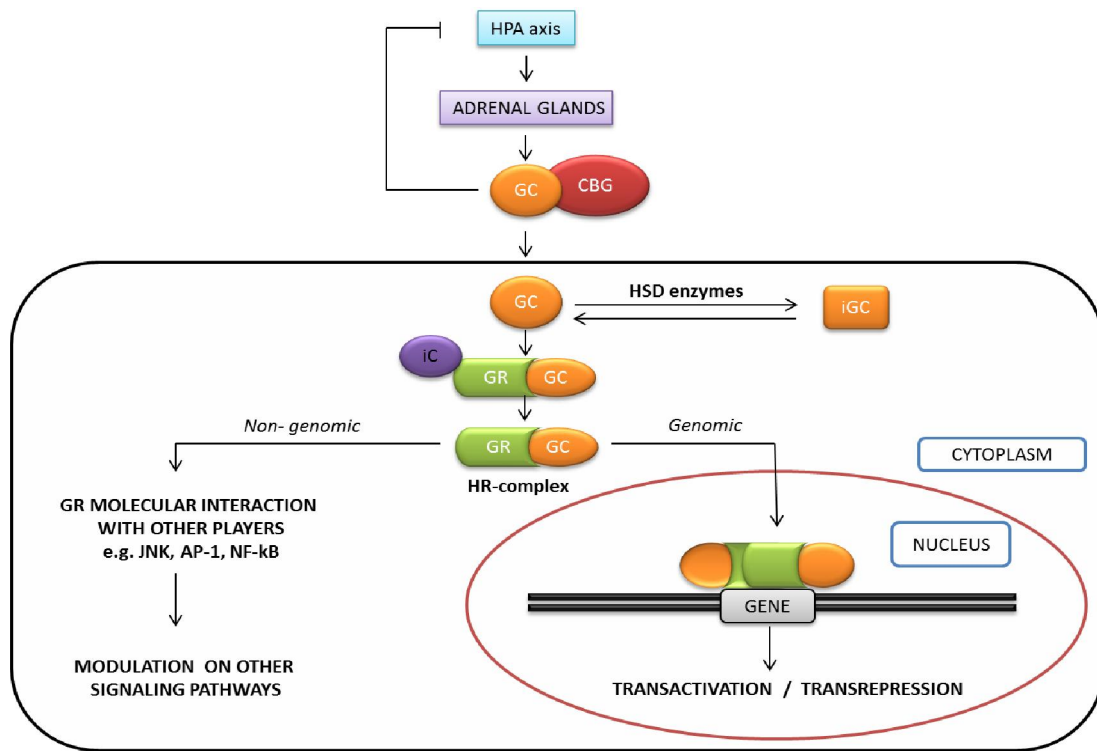 HPA axis
ADRENAL GLANDS
GC
CBG
GC
HSD enzymes
iGC
iC
GR
GC
Non- genomic
GR
GC
Genomic
HR-complex
CYTOPLASM
GR MOLECULAR INTERACTION
WITH OTHER PLAYERS
e.g. JNK, AP-1, NF-kB
NUCLEUS
GENE
MODULATION ON OTHER
SIGNALING PATHWAYS
TRANSACTIVATION / TRANSREPRESSION